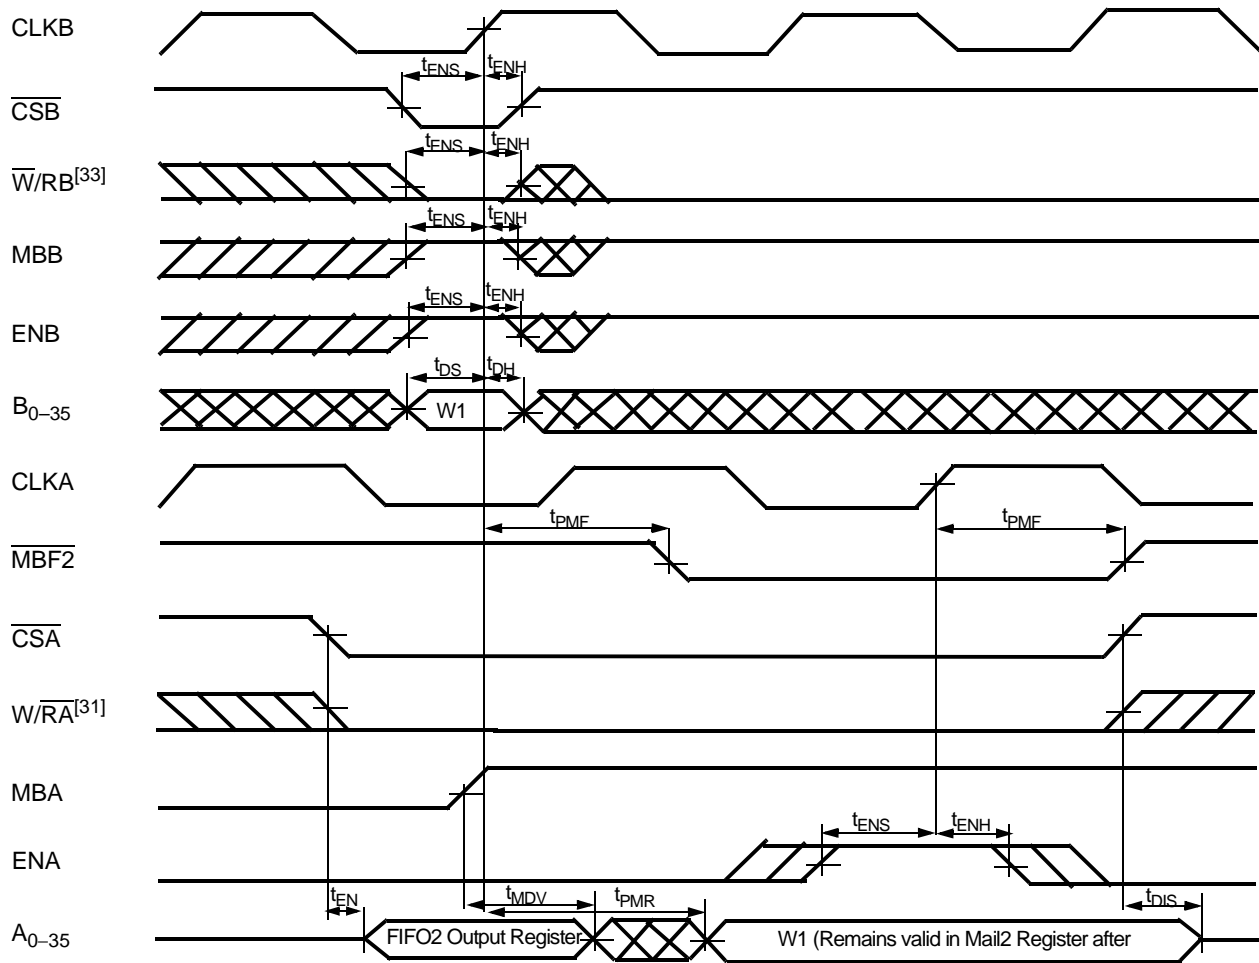 CLKB
tENS tENH
CSB
tENS tENH
W/RB[33]
tENS tENH
MBB
tENS tENH
ENB
tDS tDH
B0–35 W1
CLKA
tPMF tPMF
MBF2
CSA
W/RA[31]
MBA
tENS tENH
ENA
tEN tMDV tPMR tDIS
A0–35 FIFO2 Output Register W1 (Remains valid in Mail2 Register after